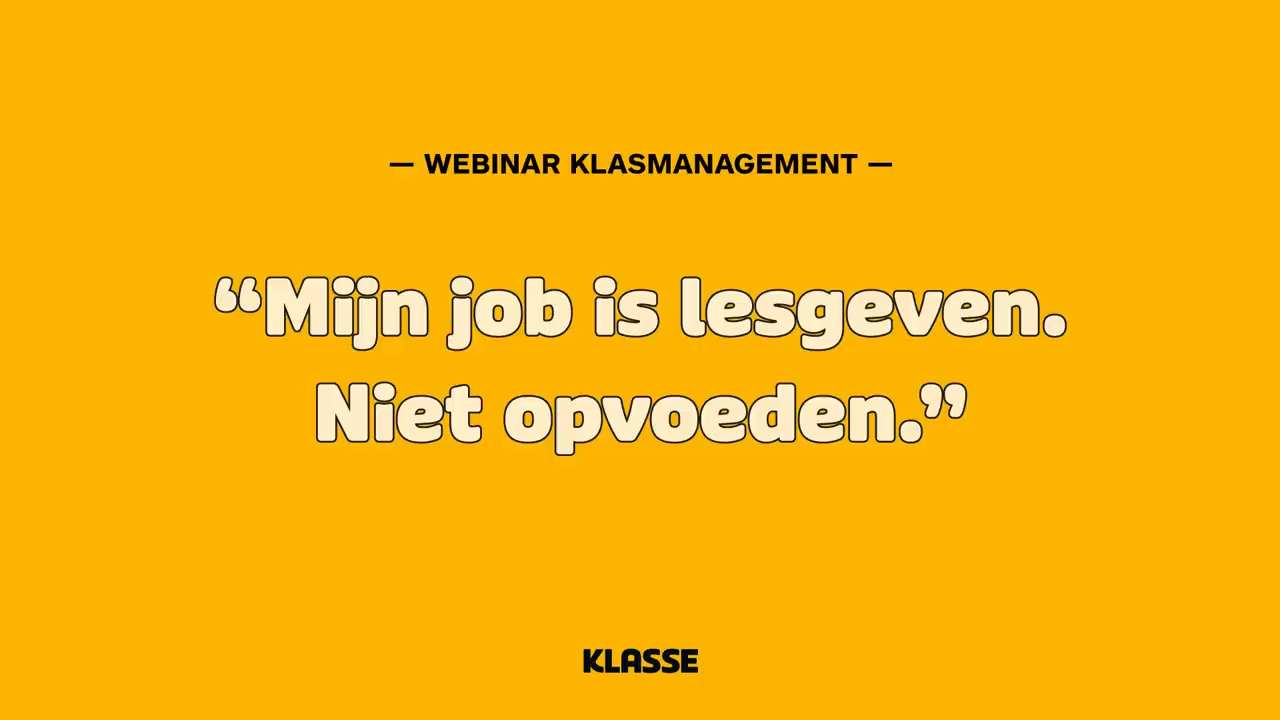 — WEBINAR KLASMANAGEMENT —
“Mijn job is lesgeven.
Niet opvoeden.”
KLASSE